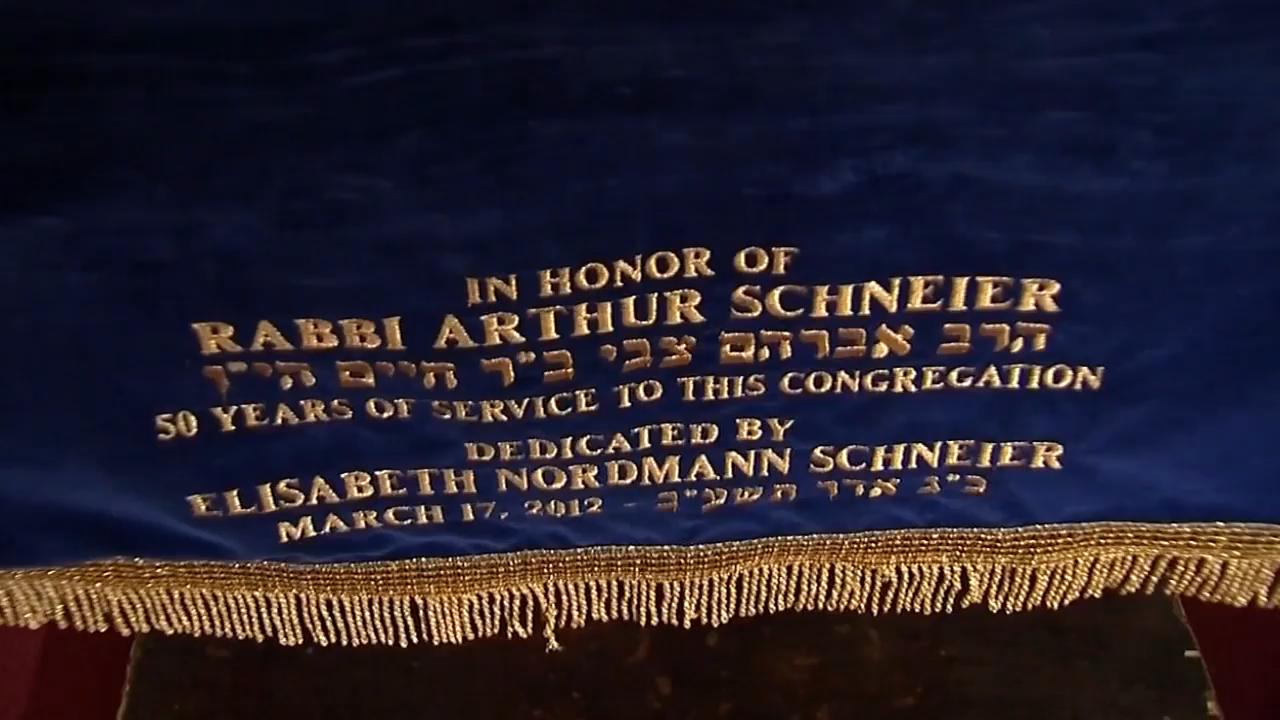 IN HONOR OF
RABBI ARTHUR SCHNEIER
הרב אברהם צבי ב"ר חיים הי"ו
50 YEARS OF SERVICE TO THIS CONGREGATION
DEDICATED BY
ELISABETH NORDMANN SCHNEIER
MARCH 17, 2012 - כ"ג אדר תשע"ב